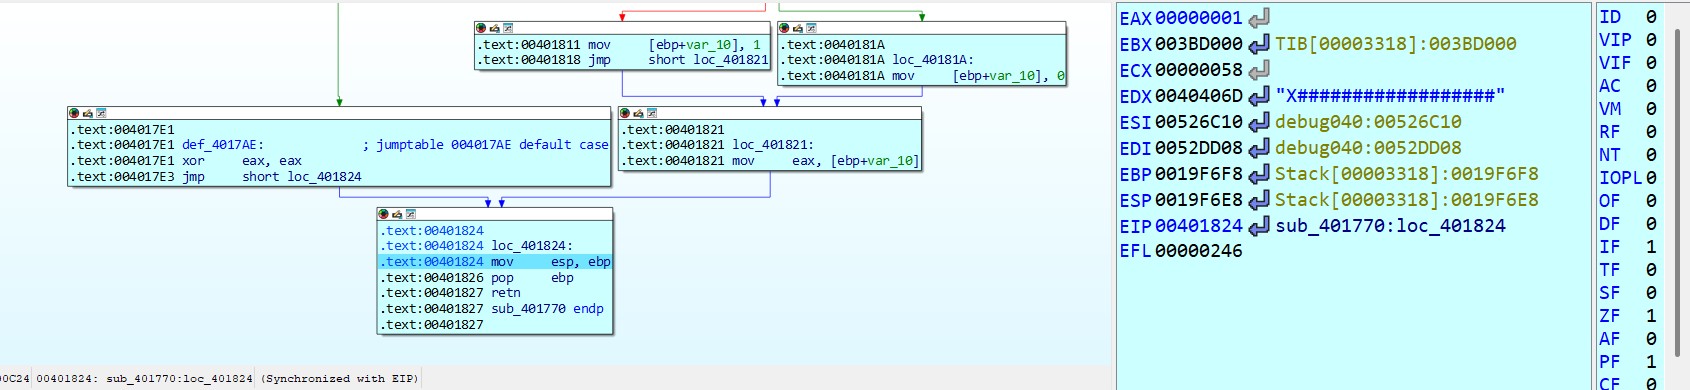 .text:00401811 mov     [ebp+var_10], 1
.text:00401818 jmp     short loc_401821
.text:0040181A
.text:0040181A loc_40181A:
.text:0040181A mov     [ebp+var_10], 0
.text:004017E1
.text:004017E1 def_4017AE:             ; jumptable 004017AE default case
.text:004017E1 xor     eax, eax
.text:004017E3 jmp     short loc_401824
.text:00401821
.text:00401821 loc_401821:
.text:00401821 mov     eax, [ebp+var_10]
.text:00401824
.text:00401824 loc_401824:
.text:00401824 mov     esp, ebp
.text:00401826 pop     ebp
.text:00401827 retn
.text:00401827 sub_401770 endp
.text:00401827
00C24 00401824: sub_401770:loc_401824 (Synchronized with EIP)
EAX 00000001
EBX 003BD000 TIB[00003318]:003BD000
ECX 00000058
EDX 0040406D "X##################"
ESI 00526C10 debug040:00526C10
EDI 0052DD08 debug040:0052DD08
EBP 0019F6F8 Stack[00003318]:0019F6F8
ESP 0019F6E8 Stack[00003318]:0019F6E8
EIP 00401824 sub_401770:loc_401824
EFL 00000246
ID 0
VIP 0
VIF 0
AC 0
VM 0
RF 0
NT 0
IOPL 0
OF 0
DF 0
IF 1
TF 0
SF 0
ZF 1
AF 0
PF 1
CF 0